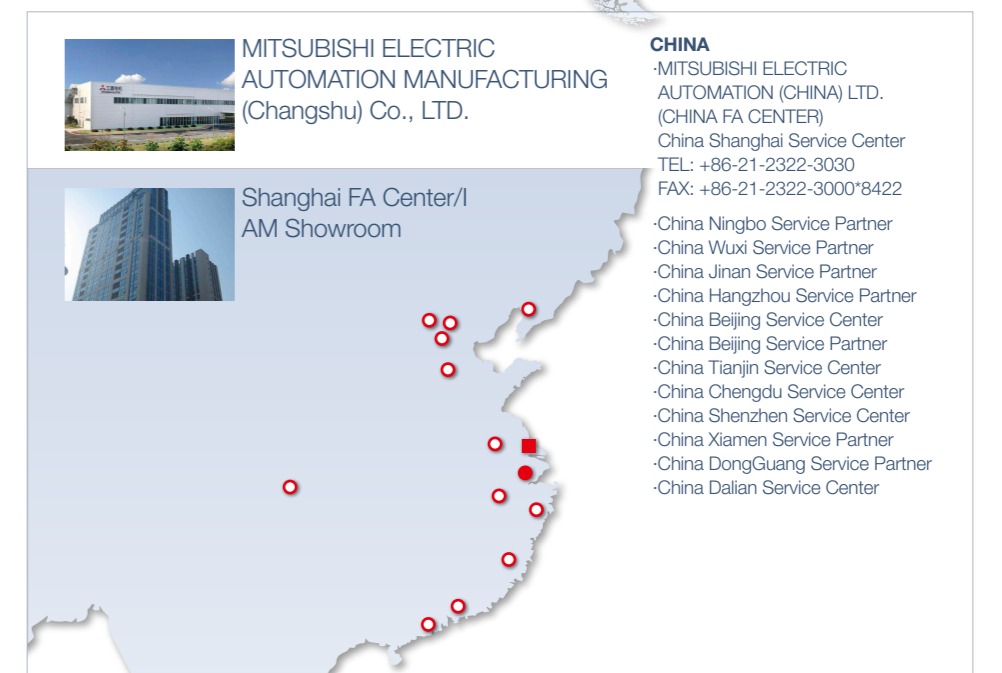 MITSUBISHI ELECTRIC
AUTOMATION MANUFACTURING
(Changshu) Co., LTD.
Shanghai FA Center/I
AM Showroom
CHINA
·MITSUBISHI ELECTRIC
AUTOMATION (CHINA) LTD.
(CHINA FA CENTER)
China Shanghai Service Center
TEL: +86-21-2322-3030
FAX: +86-21-2322-3000*8422
·China Ningbo Service Partner
·China Wuxi Service Partner
·China Jinan Service Partner
·China Hangzhou Service Partner
·China Beijing Service Center
·China Beijing Service Partner
·China Tianjin Service Center
·China Chengdu Service Center
·China Shenzhen Service Center
·China Xiamen Service Partner
·China DongGuang Service Partner
·China Dalian Service Center